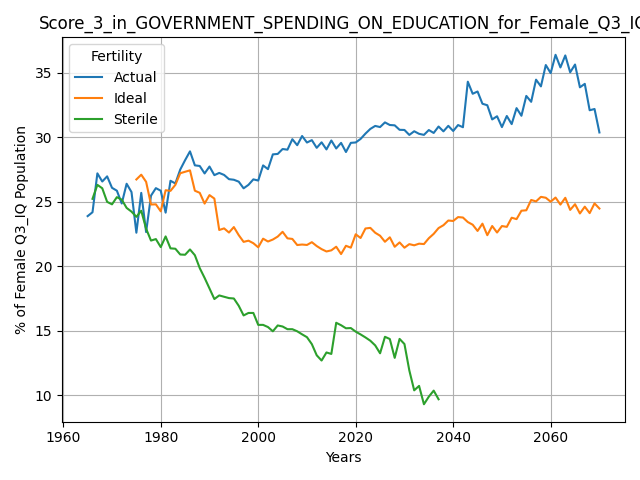 Score_3_in_GOVERNMENT_SPENDING_ON_EDUCATION_for_Female_Q3_IQ
Fertility
Actual
Ideal
Sterile
% of Female Q3_IQ Population
35
30
25
20
15
10
1960 1980 2000 2020 2040 2060
Years